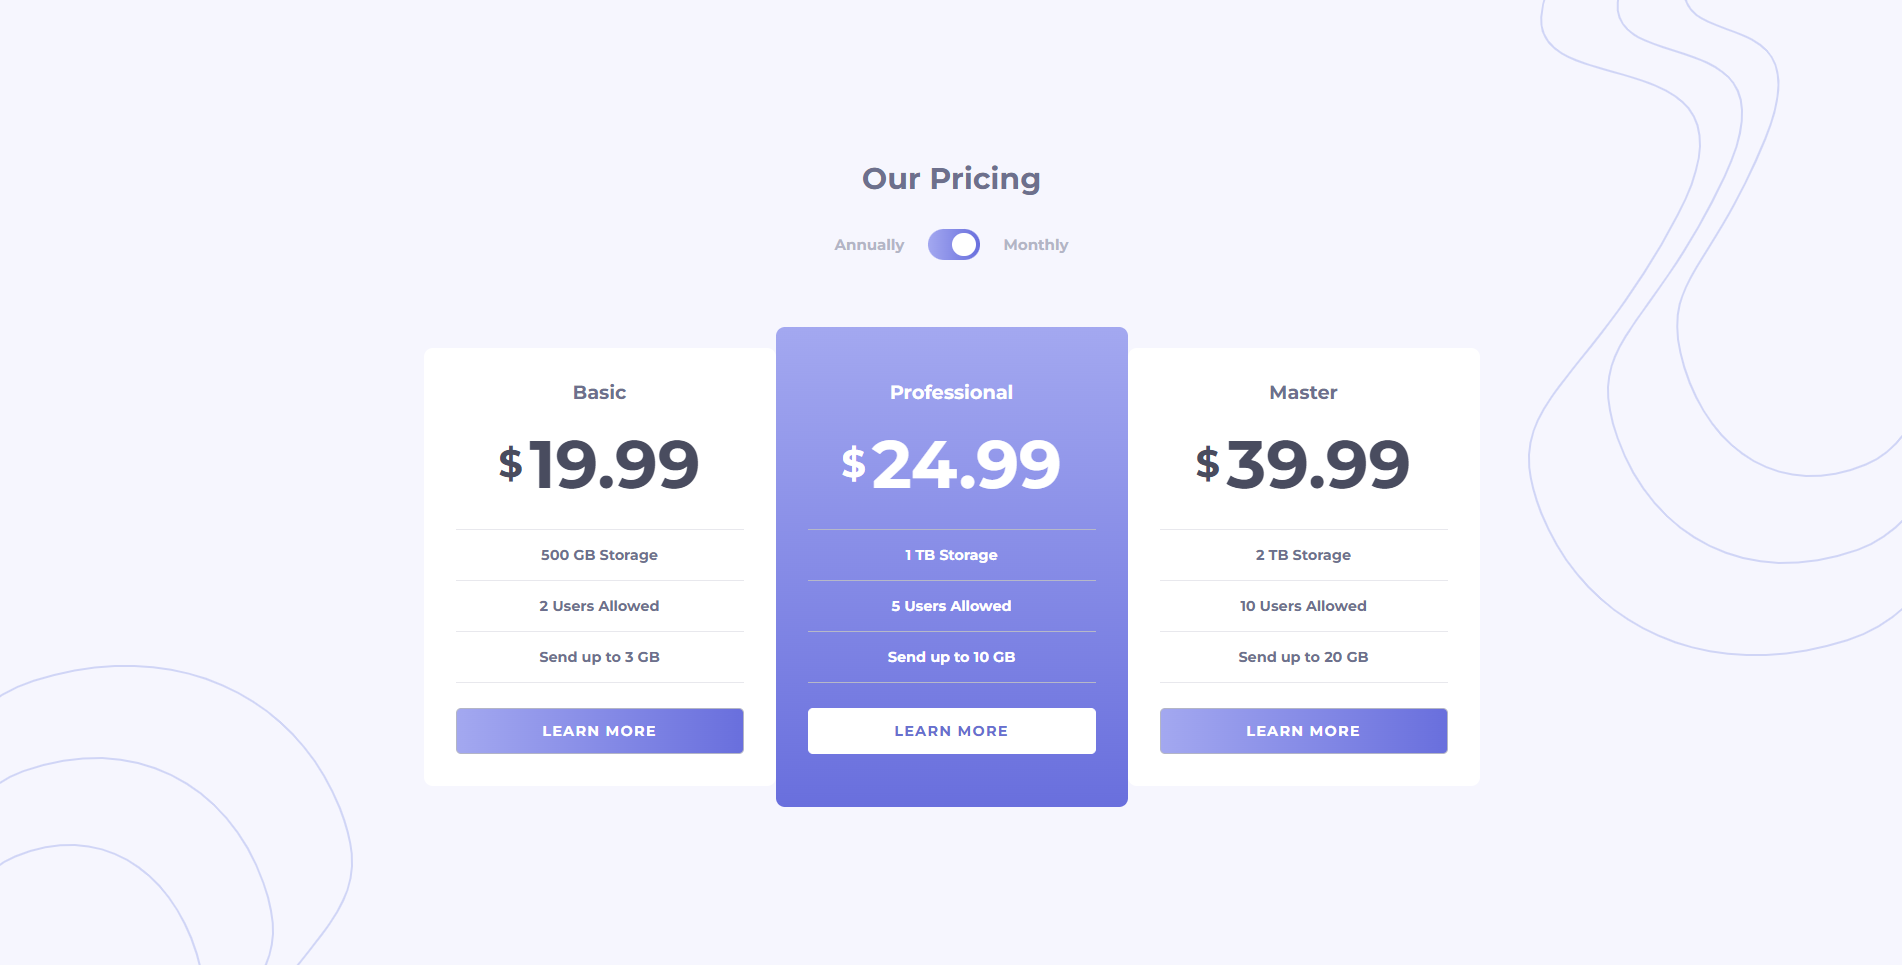 Our Pricing
Annually Monthly
Basic
$19.99
500 GB Storage
2 Users Allowed
Send up to 3 GB
LEARN MORE
Professional
$24.99
1 TB Storage
5 Users Allowed
Send up to 10 GB
LEARN MORE
Master
$39.99
2 TB Storage
10 Users Allowed
Send up to 20 GB
LEARN MORE